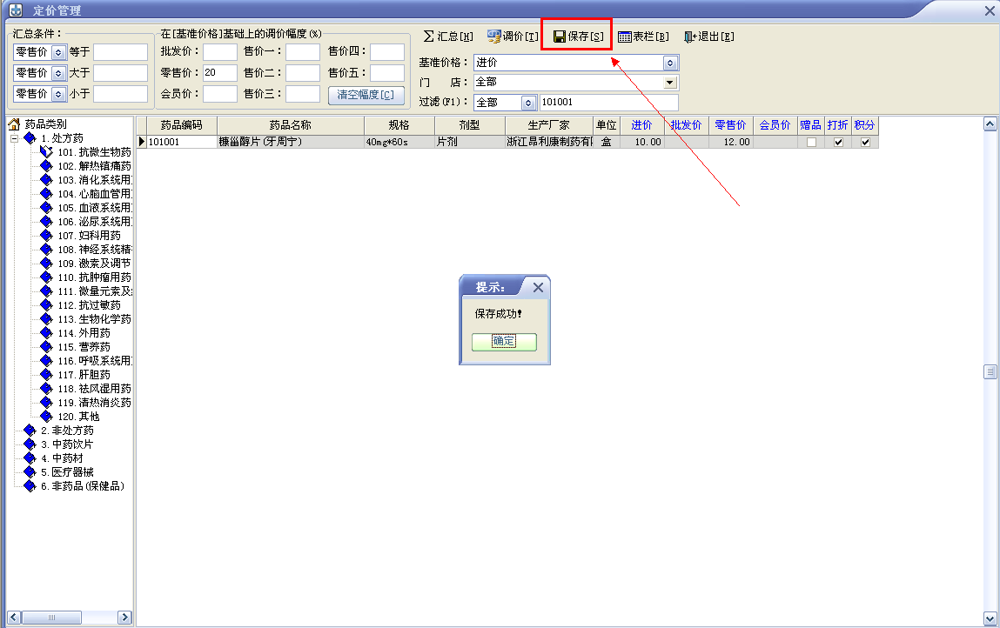 定价管理
汇总条件:
零售价 等于
零售价 大于
零售价 小于
在[基准价格]基础上的调价幅度(%)
批发价: 售价一: 售价四:
零售价: 20 售价二: 售价五:
会员价: 售价三: 清空幅度[C]
∑汇总[H] 调价[T] 保存[S] 表栏[B] 退出[E]
基准价格: 进价
门 店: 全部
过滤(F1): 全部 101001
药品类别
1.处方药
101.抗微生物药
102.解热镇痛药
103.消化系统用
104.心脑血管用
105.血液系统用
106.泌尿系统用
107.妇科用药
108.神经系统精
109.激素及调节
110.抗肿瘤用药
111.微量元素及
112.抗过敏药
113.生物化学药
114.外用药
115.营养药
116.呼吸系统用
117.肝胆药
118.祛风湿用药
119.清热消炎药
120.其他
2.非处方药
3.中药饮片
4.中药材
5.医疗器械
6.非药品(保健品)
药品编码 药品名称 规格 剂型 生产厂家 单位 进价 批发价 零售价 会员价 赠品 打折 积分
101001 糠甾醇片(牙周宁) 40mg*60s 片剂 浙江昂利康制药有 盒 10.00 12.00
提示:
保存成功!
确定